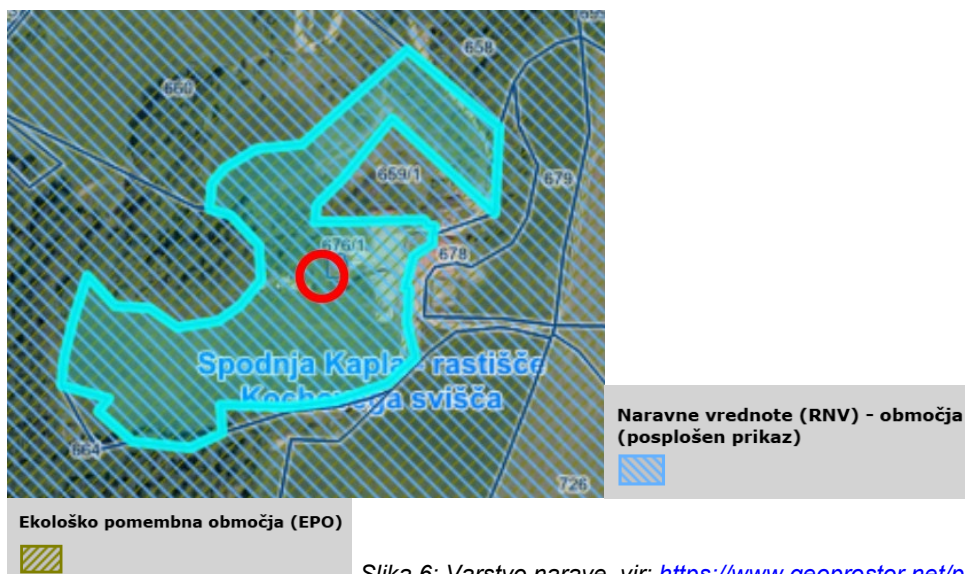 658
660
659/1
679
676/1
678
Spodnja Kapla - rastišče
Kochovega svišča
664
726
Naravne vrednote (RNV) - območja
(posplošen prikaz)
Ekološko pomembna območja (EPO)
Slika 6: Varstvo narave, vir: https://www.geoprostor.net/p